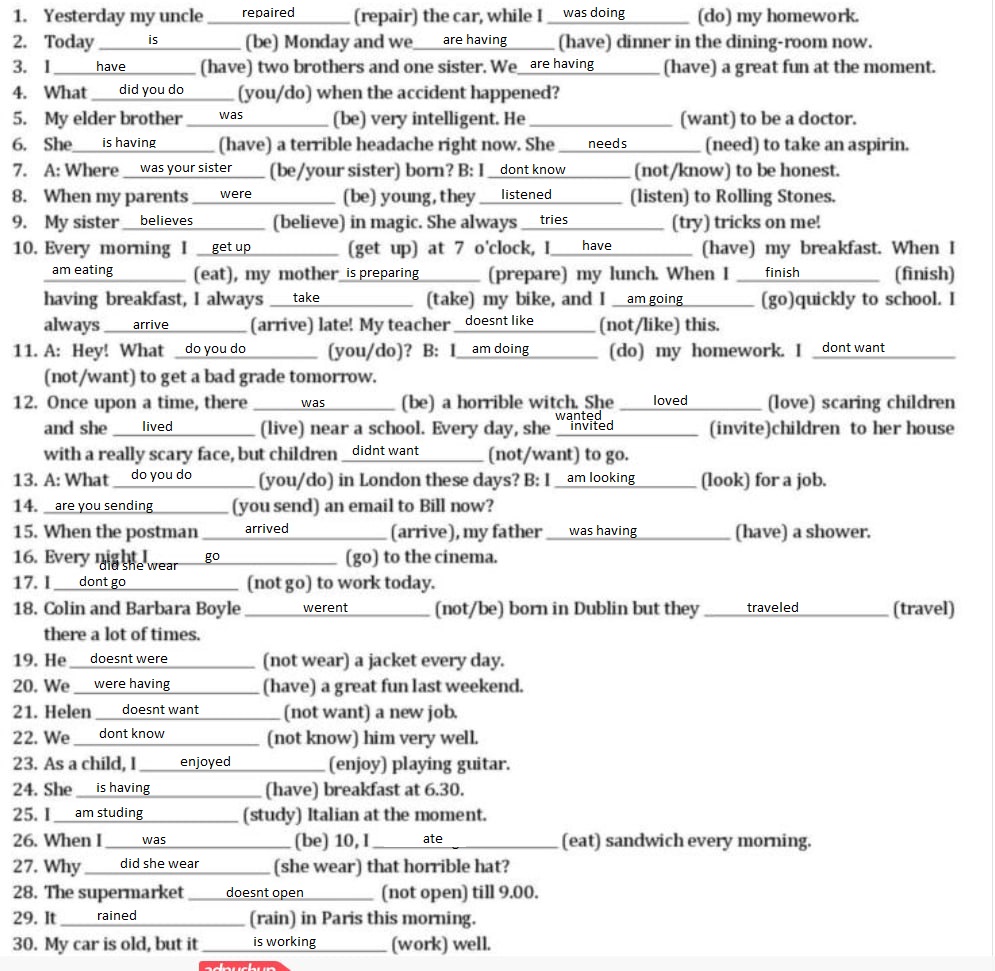 1. Yesterday my uncle repaired (repair) the car, while I was doing (do) my homework.
2. Today is (be) Monday and we are having (have) dinner in the dining-room now.
3. I have (have) two brothers and one sister. We are having (have) a great fun at the moment.
4. What did you do (you/do) when the accident happened?
5. My elder brother was (be) very intelligent. He ____________ (want) to be a doctor.
6. She is having (have) a terrible headache right now. She needs (need) to take an aspirin.
7. A: Where was your sister (be/your sister) born? B: I dont know (not/know) to be honest.
8. When my parents were (be) young, they listened (listen) to Rolling Stones.
9. My sister believes (believe) in magic. She always tries (try) tricks on me!
10. Every morning I get up (get up) at 7 o'clock, I have (have) my breakfast. When I
am eating (eat), my mother is preparing (prepare) my lunch. When I finish (finish)
having breakfast, I always take (take) my bike, and I am going (go)quickly to school. I
always arrive (arrive) late! My teacher doesnt like (not/like) this.
11. A: Hey! What do you do (you/do)? B: I am doing (do) my homework. I dont want
(not/want) to get a bad grade tomorrow.
12. Once upon a time, there was (be) a horrible witch. She loved (love) scaring children
wanted
and she lived (live) near a school. Every day, she invited (invite)children to her house
with a really scary face, but children didnt want (not/want) to go.
13. A: What do you do (you/do) in London these days? B: I am looking (look) for a job.
14. are you sending (you send) an email to Bill now?
15. When the postman arrived (arrive), my father was having (have) a shower.
16. Every night I go (go) to the cinema.
did she wear
17. I dont go (not go) to work today.
18. Colin and Barbara Boyle werent (not/be) born in Dublin but they traveled (travel)
there a lot of times.
19. He doesnt were (not wear) a jacket every day.
20. We were having (have) a great fun last weekend.
21. Helen doesnt want (not want) a new job.
22. We dont know (not know) him very well.
23. As a child, I enjoyed (enjoy) playing guitar.
24. She is having (have) breakfast at 6.30.
25. I am studing (study) Italian at the moment.
26. When I was (be) 10, I ate (eat) sandwich every morning.
27. Why did she wear (she wear) that horrible hat?
28. The supermarket doesnt open (not open) till 9.00.
29. It rained (rain) in Paris this morning.
30. My car is old, but it is working (work) well.